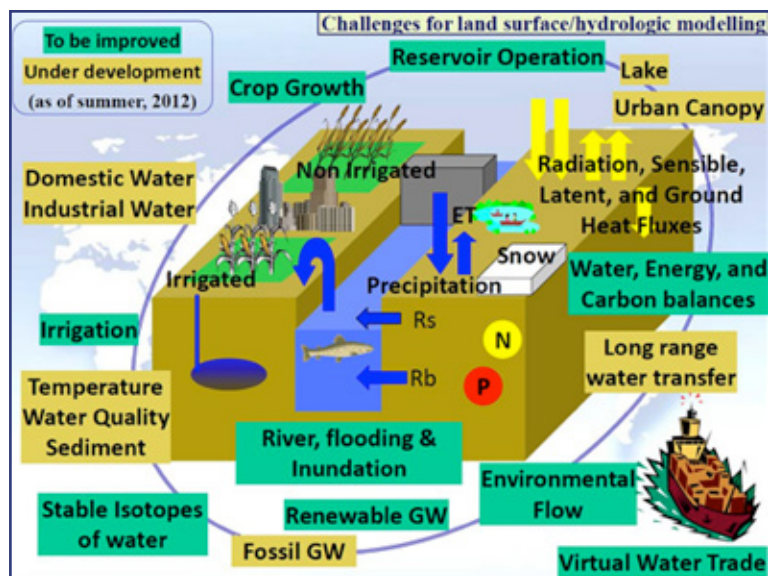 Challenges for land surface/hydrologic modelling
To be improved
Under development
(as of summer, 2012)
Reservoir Operation
Lake
Crop Growth
Urban Canopy
Non Irrigated
Radiation, Sensible,
Latent, and Ground
Heat Fluxes
Domestic Water
Industrial Water
ET
Snow
Irrigated
Precipitation
Water, Energy, and
Carbon balances
Irrigation
Rs
N
Long range
water transfer
Rb
P
Temperature
Water Quality
Sediment
River, flooding &
Inundation
Environmental
Flow
Stable Isotopes
of water
Renewable GW
Fossil GW
Virtual Water Trade